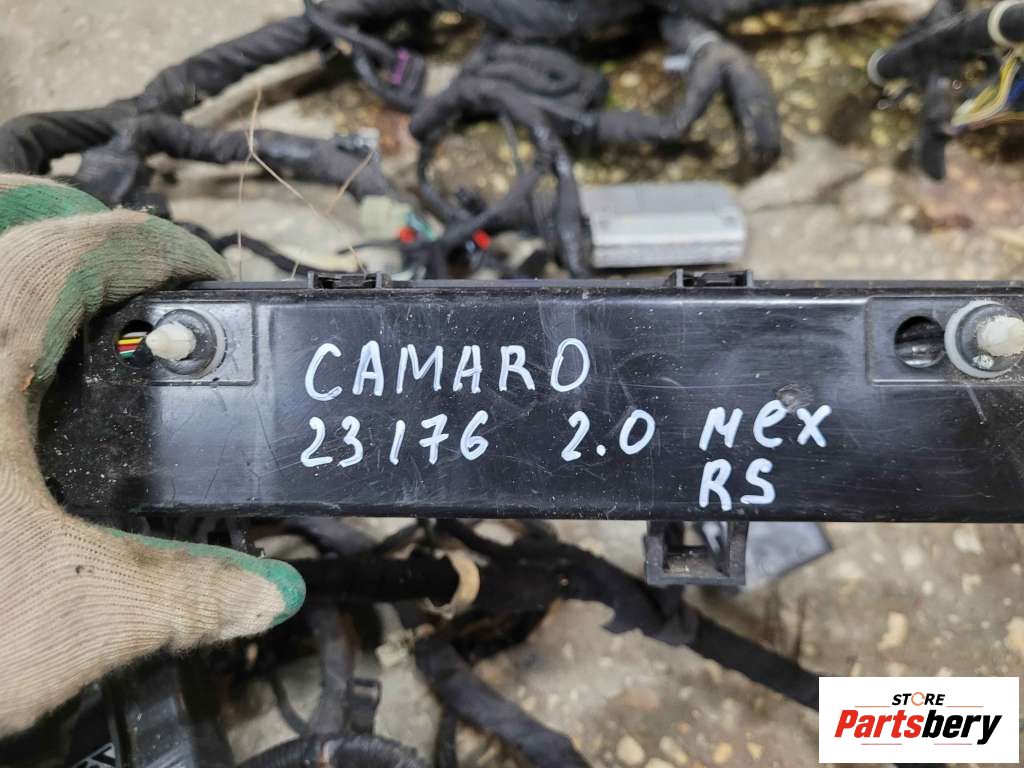 CAMARO
23176 2.0 мех
RS
STORE
Partsbery